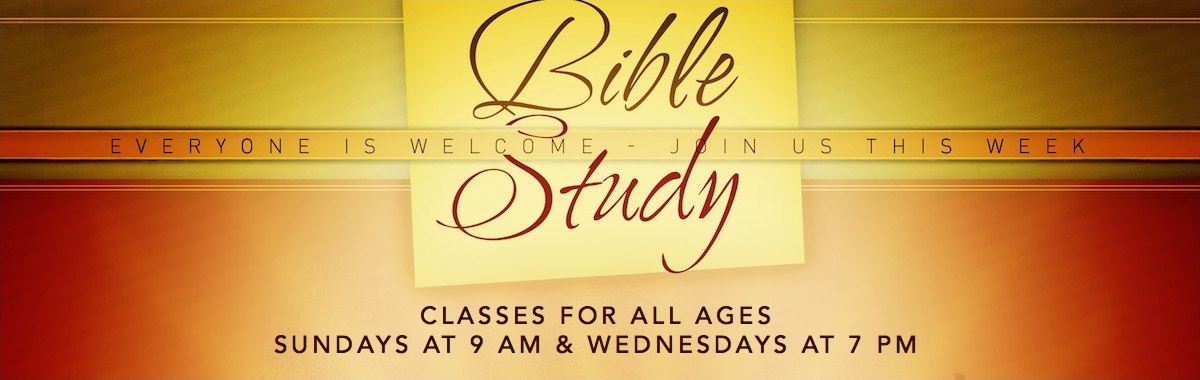 Bible
EVERYONE IS WELCOME - JOIN US THIS WEEK
Study
CLASSES FOR ALL AGES
SUNDAYS AT 9 AM & WEDNESDAYS AT 7 PM